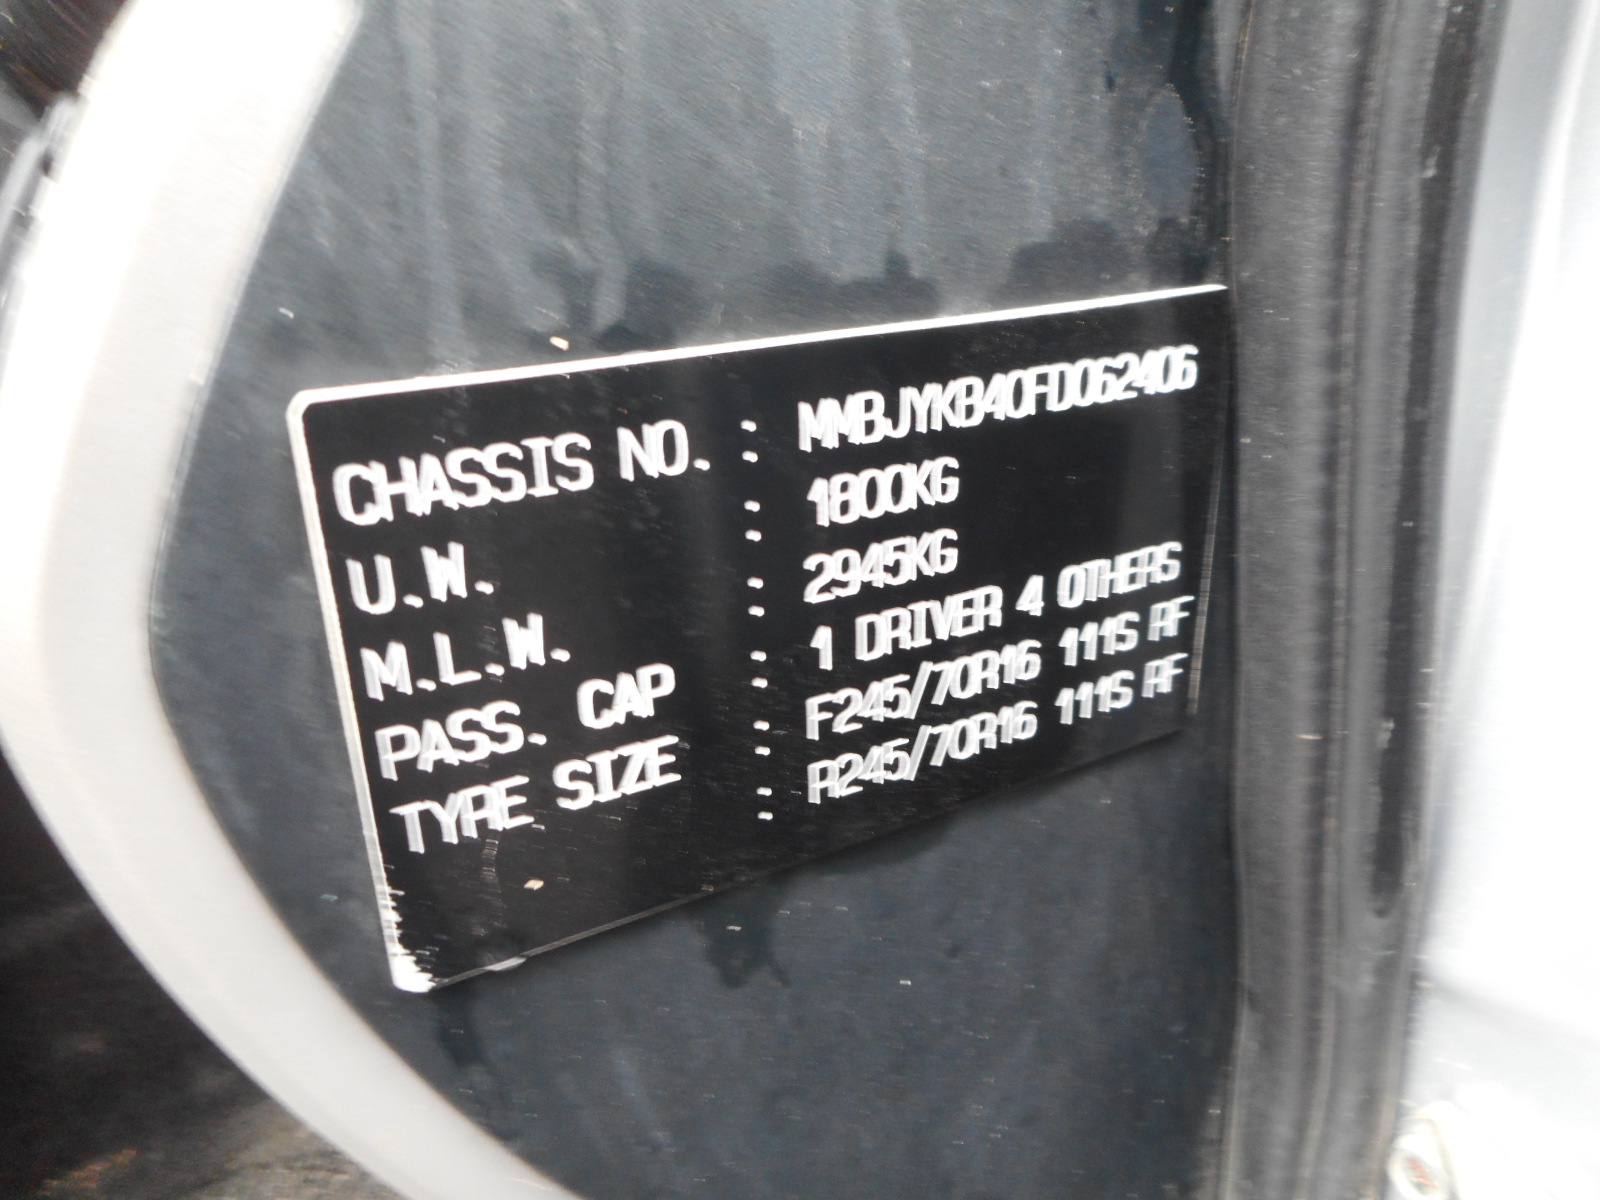 CHASSIS NO. : MMBJYKB40FD062406
U.W. : 1800KG
M.L.W. : 2945KG
PASS. CAP : 1 DRIVER 4 OTHERS
TYRE SIZE : F245/70R16 111S RF
: R245/70R16 111S RF